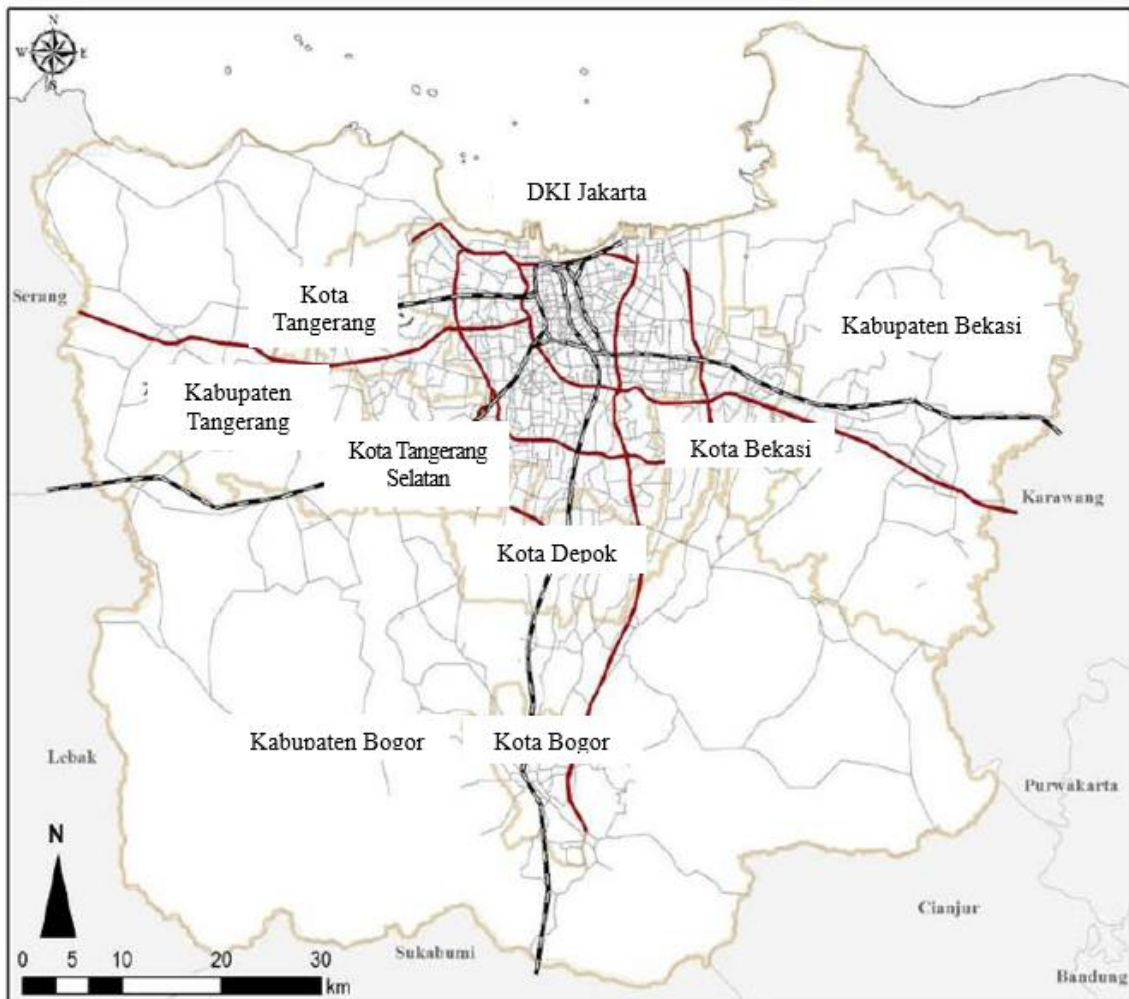 N
W
E
S
DKI Jakarta
Serang
Kota
Tangerang
Kabupaten Bekasi
Kabupaten
Tangerang
Kota Tangerang
Selatan
Kota Bekasi
Karawang
Kota Depok
Kabupaten Bogor
Kota Bogor
Lebak
Purwakarta
N
Cianjur
Sukabumi
Bandung
0 5 10 20 30
km